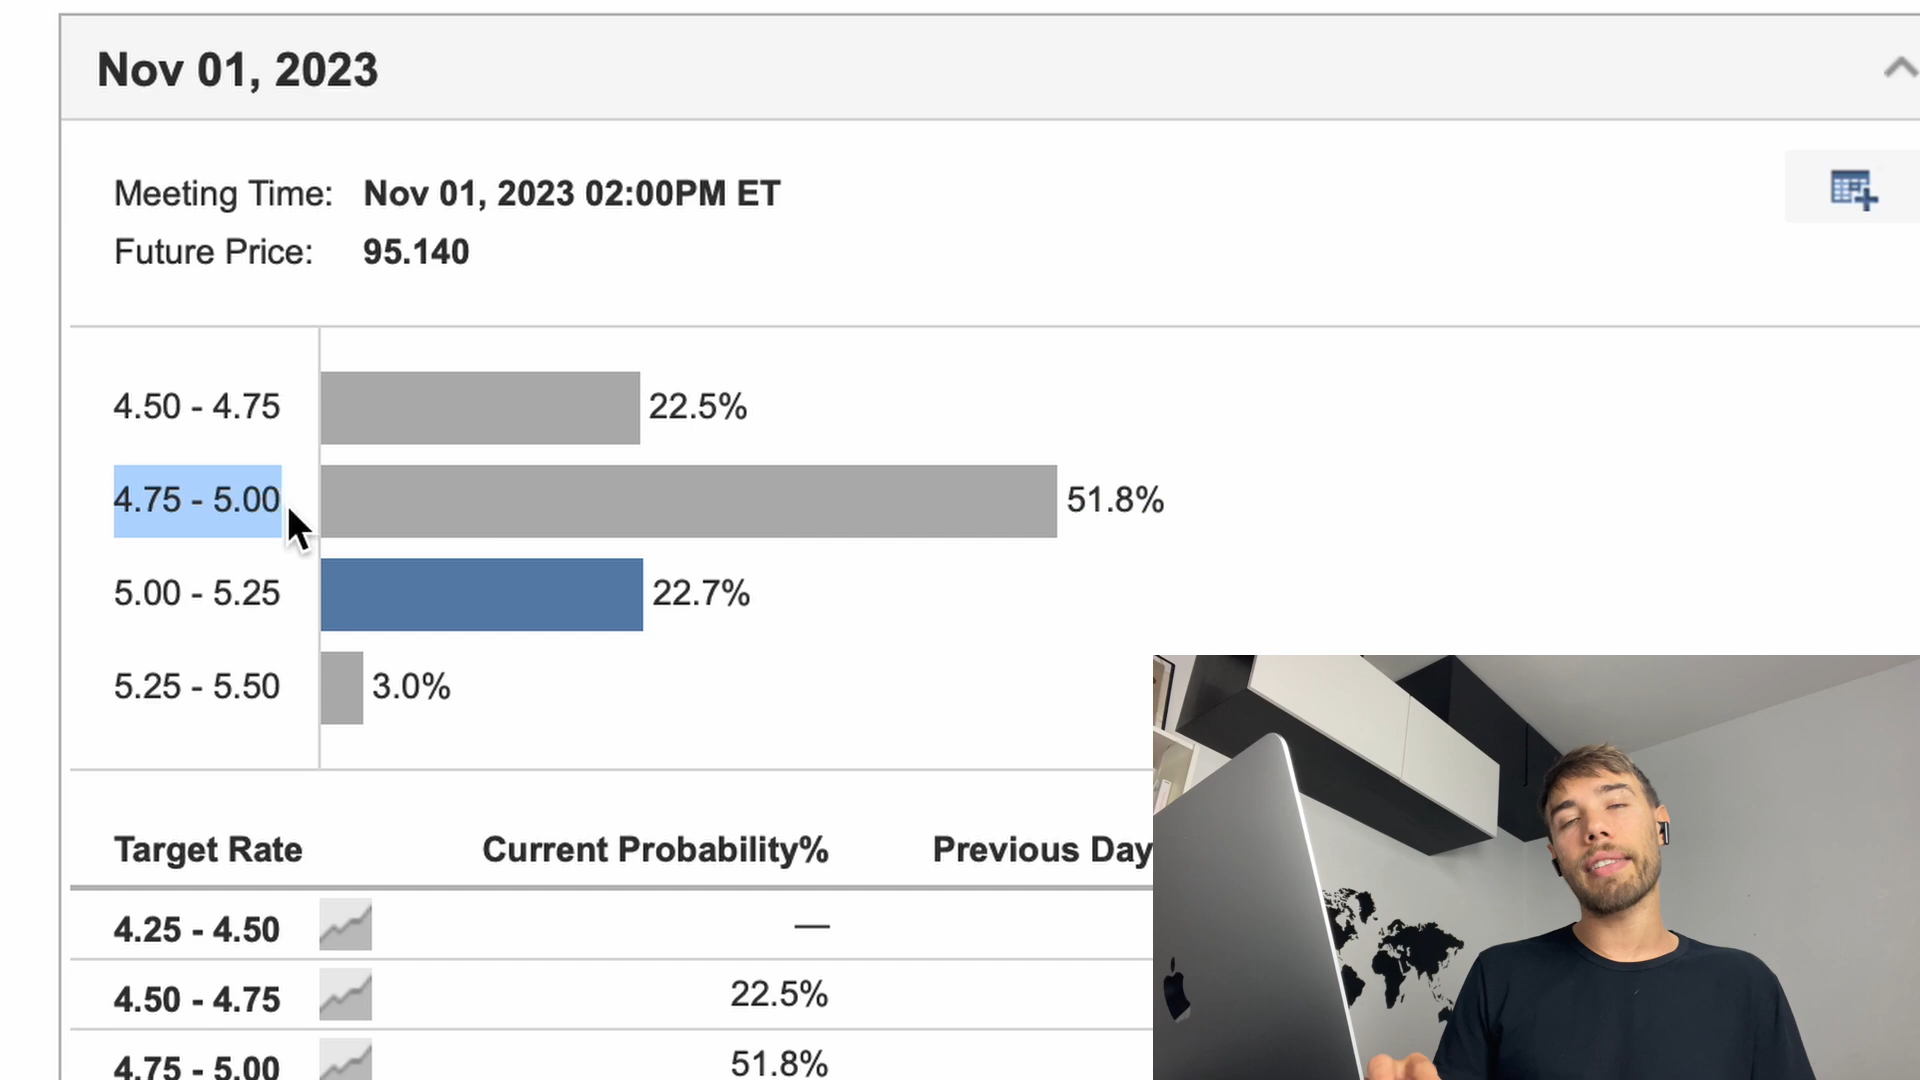 Nov 01, 2023
Meeting Time: Nov 01, 2023 02:00PM ET
Future Price: 95.140
4.50 - 4.75 22.5%
4.75 - 5.00 51.8%
5.00 - 5.25 22.7%
5.25 - 5.50 3.0%
Target Rate Current Probability% Previous Day
4.25 - 4.50 —
4.50 - 4.75 22.5%
4.75 - 5.00 51.8%